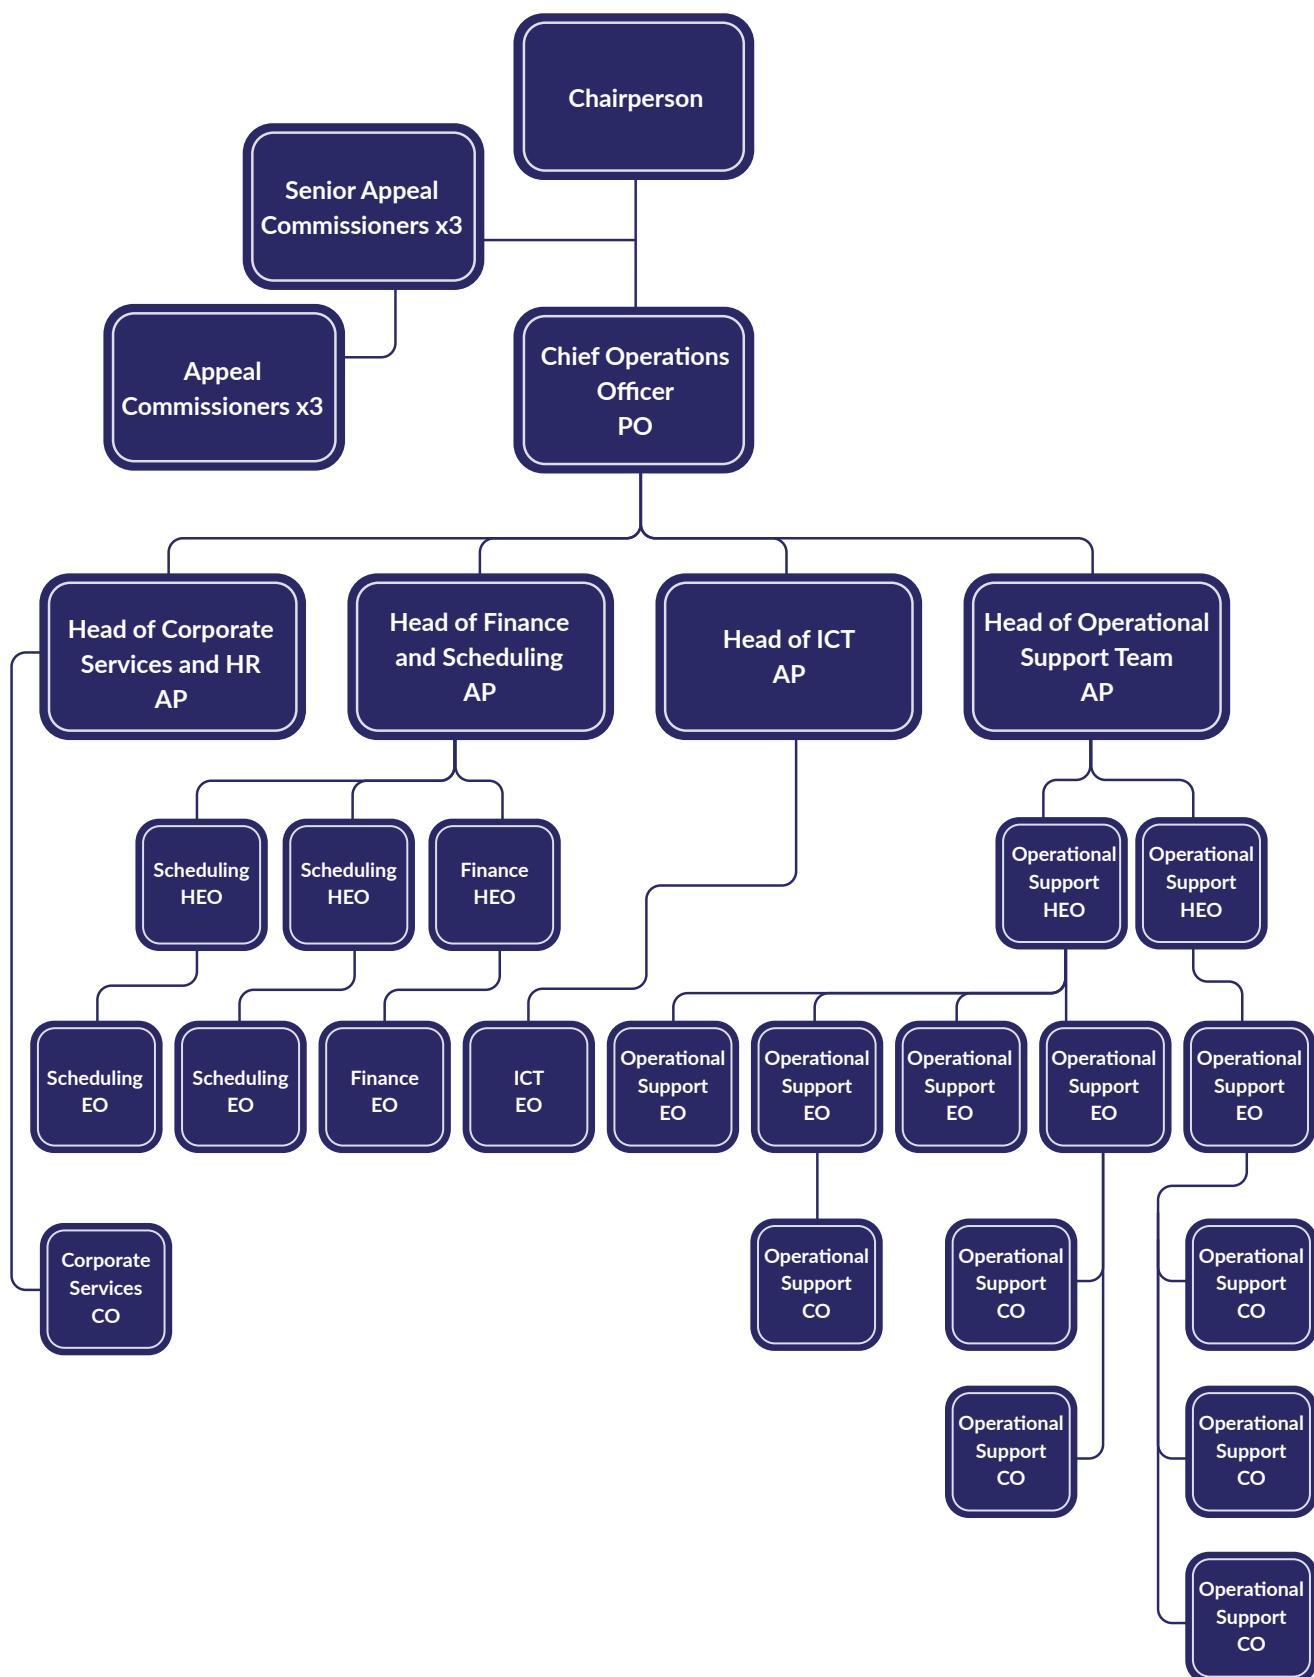 Chairperson
Senior Appeal
Commissioners x3
Appeal
Commissioners x3
Chief Operations
Officer
PO
Head of Corporate
Services and HR
AP
Head of Finance
and Scheduling
AP
Head of ICT
AP
Head of Operational
Support Team
AP
Scheduling
HEO
Scheduling
HEO
Finance
HEO
Operational
Support
HEO
Operational
Support
HEO
Scheduling
EO
Scheduling
EO
Finance
EO
ICT
EO
Operational
Support
EO
Operational
Support
EO
Operational
Support
EO
Operational
Support
EO
Operational
Support
EO
Corporate
Services
CO
Operational
Support
CO
Operational
Support
CO
Operational
Support
CO
Operational
Support
CO
Operational
Support
CO
Operational
Support
CO